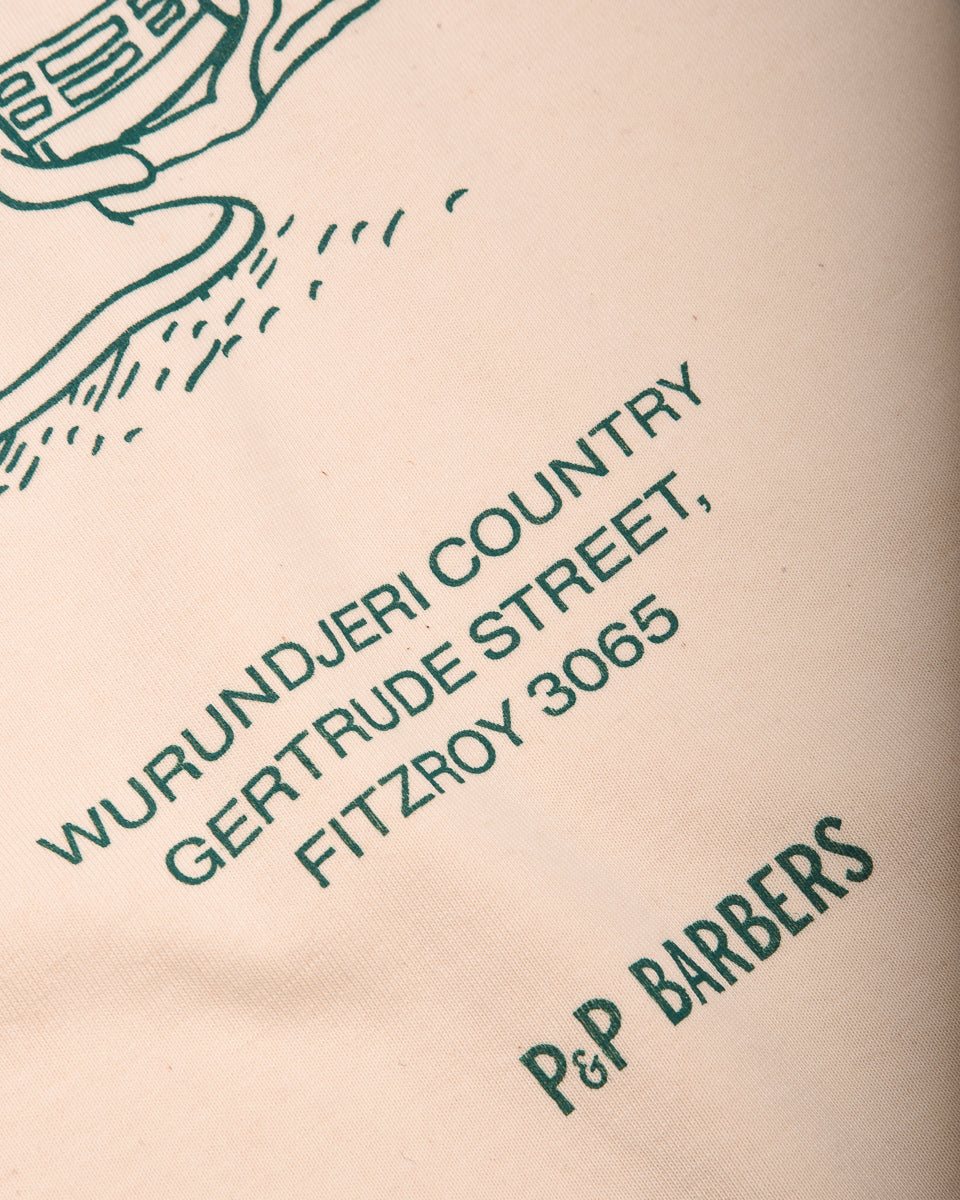 WURUNDJERI COUNTRY
GERTRUDE STREET,
FITZROY 3065
P&P BARBERS